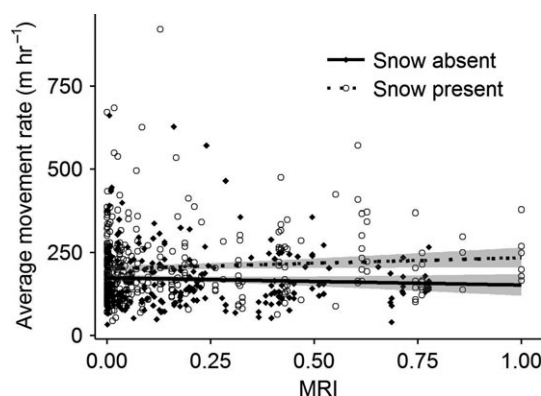 Average movement rate (m hr⁻¹)
750
500
250
0
Snow absent
Snow present
0.00 0.25 0.50 0.75 1.00
MRI